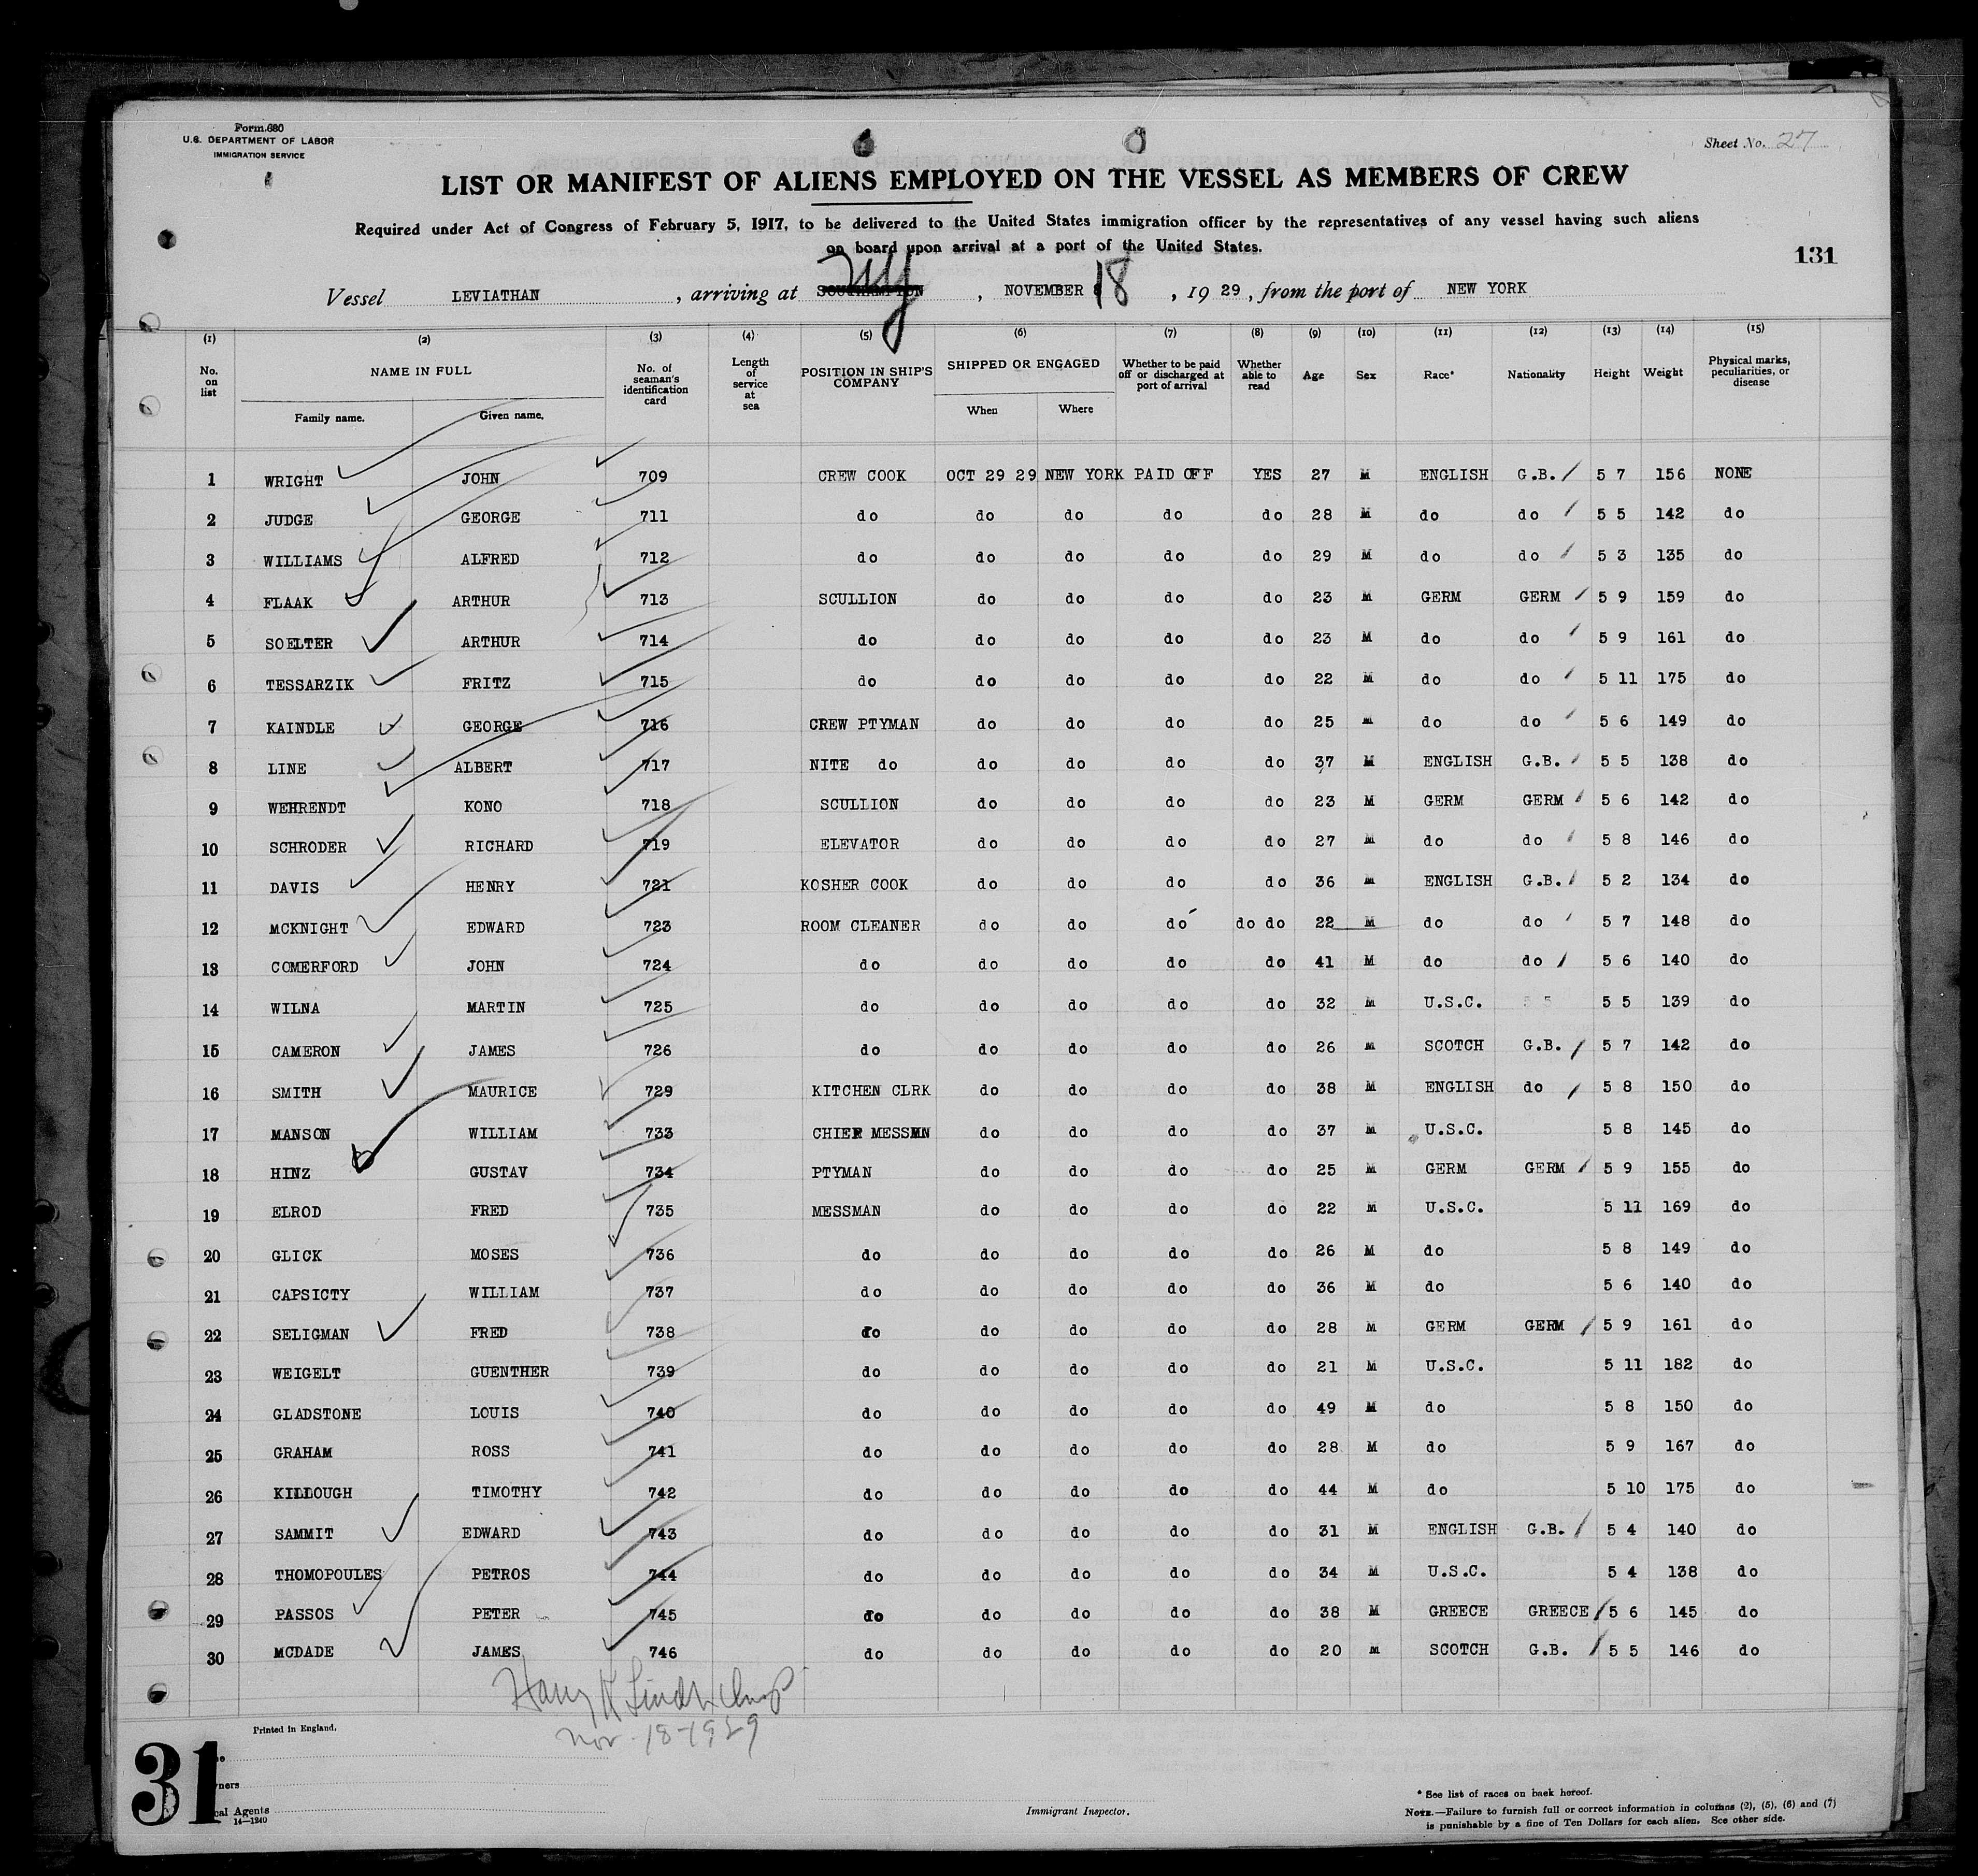 Form 680
U.S. DEPARTMENT OF LABOR
IMMIGRATION SERVICE
Sheet No. 27
LIST OR MANIFEST OF ALIENS EMPLOYED ON THE VESSEL AS MEMBERS OF CREW
Required under Act of Congress of February 5, 1917, to be delivered to the United States immigration officer by the representatives of any vessel having such aliens
on board upon arrival at a port of the United States.
131
Vessel LEVIATHAN, arriving at SOUTHAMPTON NY, NOVEMBER 18, 1929, from the port of NEW YORK
(1) (2) (3) (4) (5) (6) (7) (8) (9) (10) (11) (12) (13) (14) (15)
No. on list NAME IN FULL Family name. Given name. No. of seaman's identification card Length of service at sea POSITION IN SHIP'S COMPANY SHIPPED OR ENGAGED When Where Whether to be paid off or discharged at port of arrival Whether able to read Age Sex Race* Nationality Height Weight Physical marks, peculiarities, or disease
1 WRIGHT JOHN 709 CREW COOK OCT 29 29 NEW YORK PAID OFF YES 27 M ENGLISH G.B. 5 7 156 NONE
2 JUDGE GEORGE 711 do do do do do 28 M do do 5 5 142 do
3 WILLIAMS ALFRED 712 do do do do do 29 M do do 5 3 135 do
4 FLAAK ARTHUR 713 SCULLION do do do do 23 M GERM GERM 5 9 159 do
5 SOELTER ARTHUR 714 do do do do do 23 M do do 5 9 161 do
6 TESSARZIK FRITZ 715 do do do do do 22 M do do 5 11 175 do
7 KAINDLE GEORGE 716 CREW PTYMAN do do do do 25 M do do 5 6 149 do
8 LINE ALBERT 717 NITE do do do do do 37 M ENGLISH G.B. 5 5 138 do
9 WEHRENDT KONO 718 SCULLION do do do do 23 M GERM GERM 5 6 142 do
10 SCHRODER RICHARD 719 ELEVATOR do do do do 27 M do do 5 8 146 do
11 DAVIS HENRY 721 KOSHER COOK do do do do 36 M ENGLISH G.B. 5 2 134 do
12 MCKNIGHT EDWARD 723 ROOM CLEANER do do do do do 22 M do do 5 7 148 do
13 COMERFORD JOHN 724 do do do do do 41 M do do 5 6 140 do
14 WILNA MARTIN 725 do do do do do 32 M U.S.C. 5 5 5 5 139 do
15 CAMERON JAMES 726 do do do do do 26 M SCOTCH G.B. 5 7 142 do
16 SMITH MAURICE 729 KITCHEN CLRK do do do do 38 M ENGLISH do 5 8 150 do
17 MANSON WILLIAM 733 CHIEF MESSMN do do do do 37 M U.S.C. 5 8 145 do
18 HINZ GUSTAV 734 PTYMAN do do do do 25 M GERM GERM 5 9 155 do
19 ELROD FRED 735 MESSMAN do do do do 22 M U.S.C. 5 11 169 do
20 GLICK MOSES 736 do do do do do 26 M do 5 8 149 do
21 CAPSICTY WILLIAM 737 do do do do do 36 M do 5 6 140 do
22 SELIGMAN FRED 738 do do do do do 28 M GERM GERM 5 9 161 do
23 WEIGELT GUENTHER 739 do do do do do 21 M U.S.C. 5 11 182 do
24 GLADSTONE LOUIS 740 do do do do do 49 M do 5 8 150 do
25 GRAHAM ROSS 741 do do do do do 28 M do 5 9 167 do
26 KILLOUGH TIMOTHY 742 do do do do do 44 M do 5 10 175 do
27 SAMMIT EDWARD 743 do do do do do 31 M ENGLISH G.B. 5 4 140 do
28 THOMOPOULES PETROS 744 do do do do do 34 M U.S.C. 5 4 138 do
29 PASSOS PETER 745 do do do do do 38 M GREECE GREECE 5 6 145 do
30 MCDADE JAMES 746 do do do do do 20 M SCOTCH G.B. 5 5 146 do
Harry K
Nov. 18-1929
Printed in England.
31
Agents
14—1240
Immigrant Inspector.
* See list of races on back hereof.
NOTE.—Failure to furnish full or correct information in columns (2), (5), (6) and (7)
is punishable by a fine of Ten Dollars for each alien. See other side.